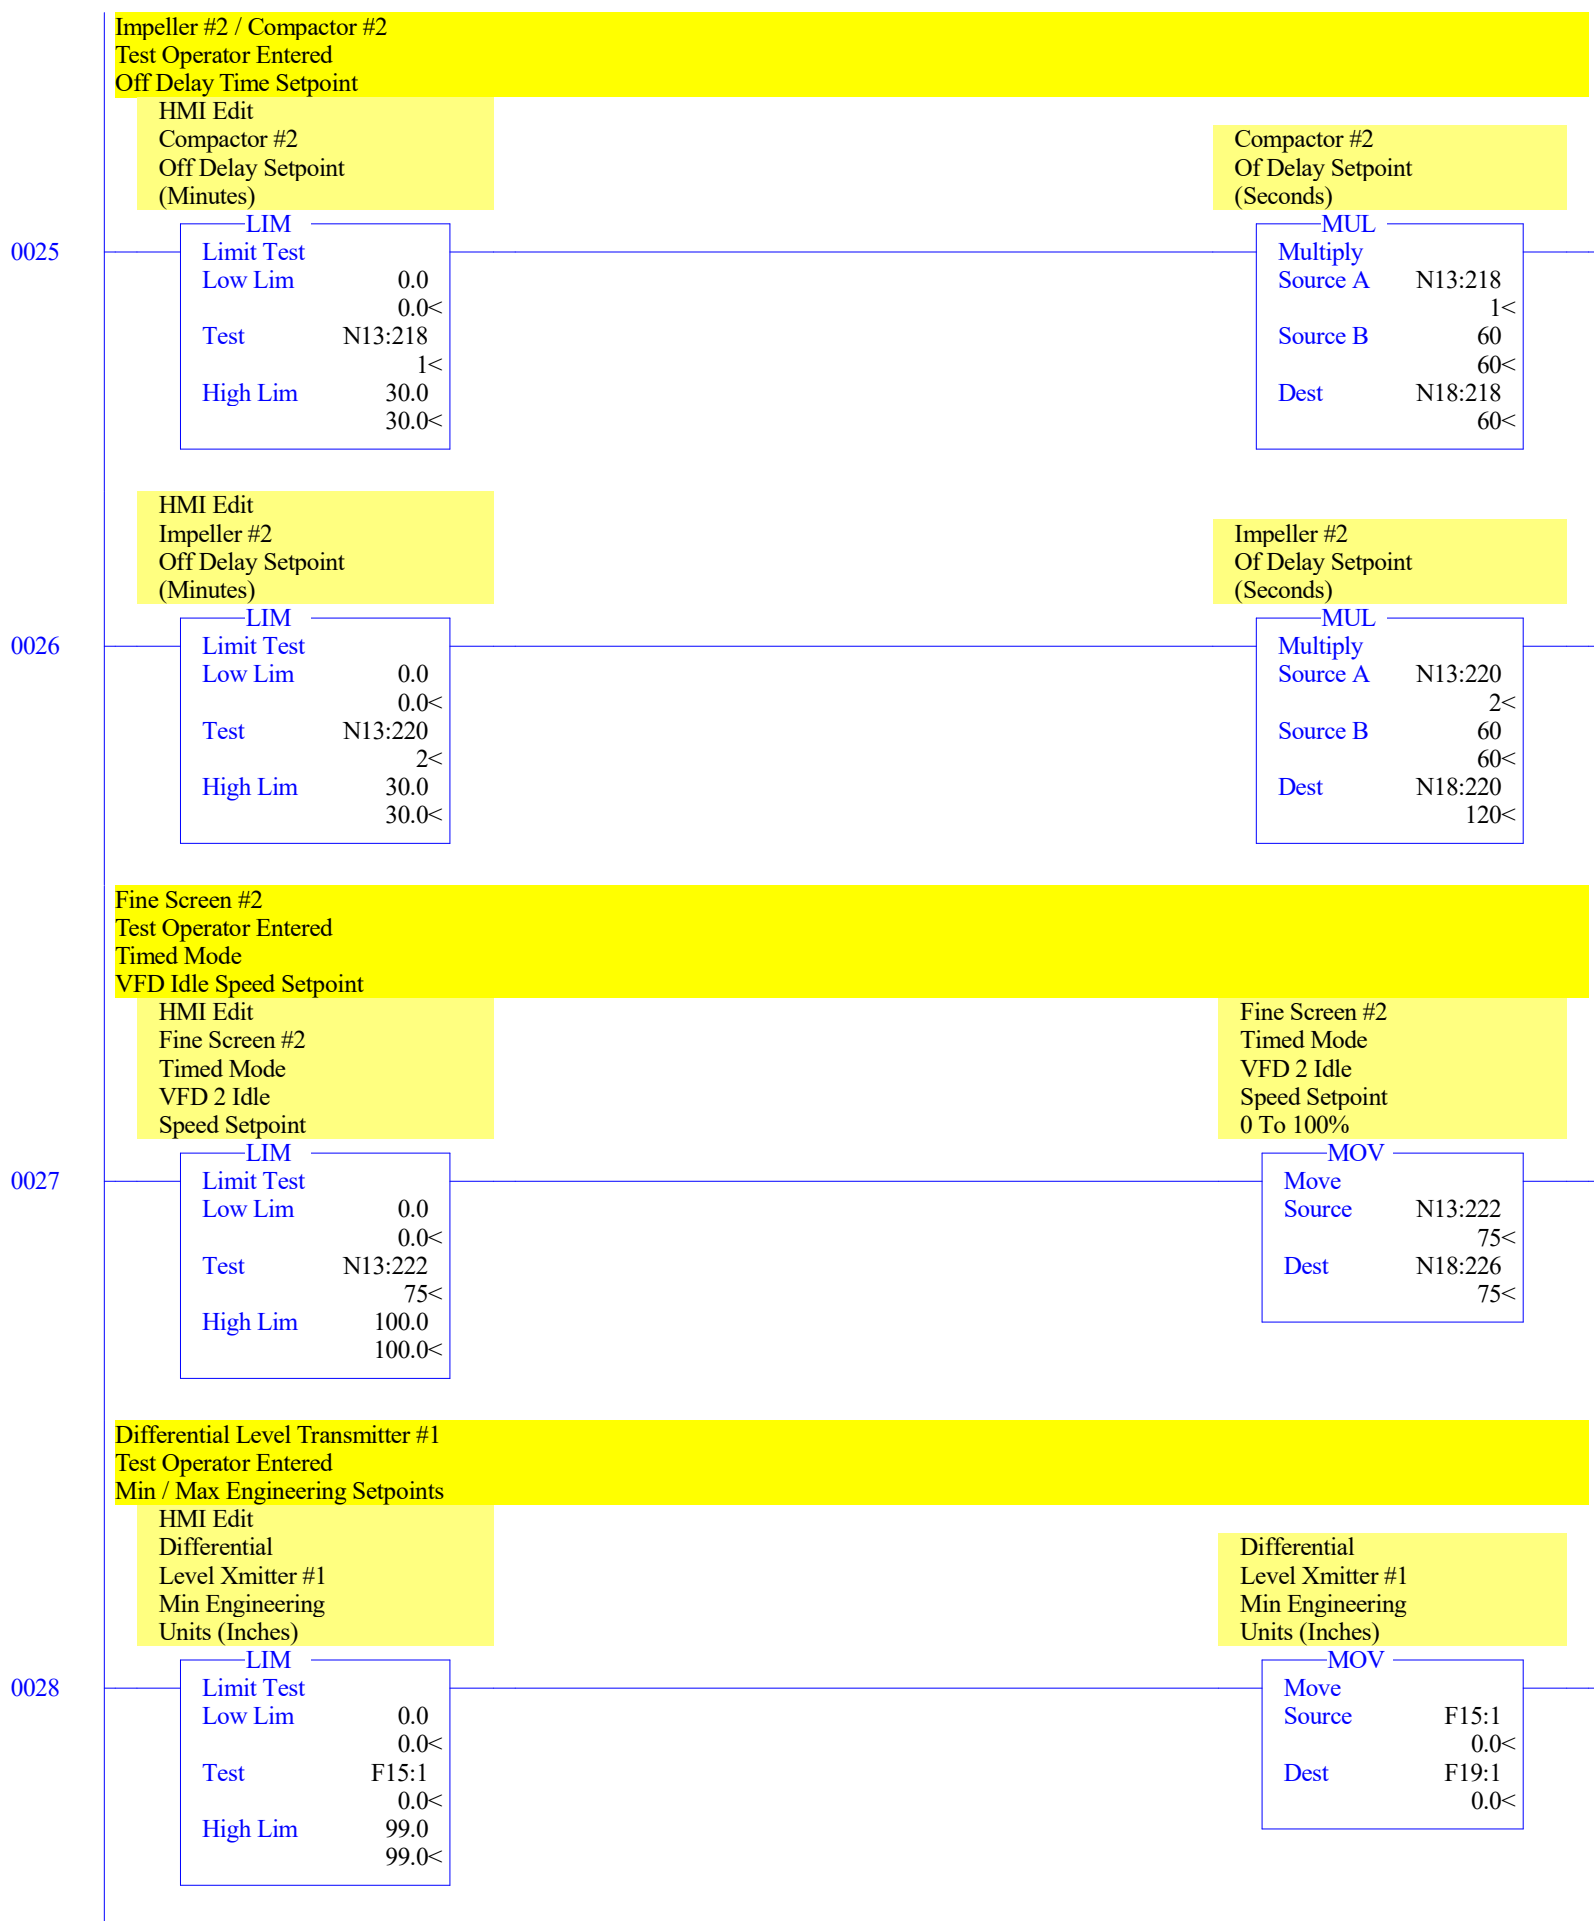 Impeller #2 / Compactor #2
Test Operator Entered
Off Delay Time Setpoint
HMI Edit
Compactor #2
Off Delay Setpoint
(Minutes)
Compactor #2
Of Delay Setpoint
(Seconds)
0025
LIM
Limit Test
Low Lim 0.0
0.0<
Test N13:218
1<
High Lim 30.0
30.0<
MUL
Multiply
Source A N13:218
1<
Source B 60
60<
Dest N18:218
60<
HMI Edit
Impeller #2
Off Delay Setpoint
(Minutes)
Impeller #2
Of Delay Setpoint
(Seconds)
0026
LIM
Limit Test
Low Lim 0.0
0.0<
Test N13:220
2<
High Lim 30.0
30.0<
MUL
Multiply
Source A N13:220
2<
Source B 60
60<
Dest N18:220
120<
Fine Screen #2
Test Operator Entered
Timed Mode
VFD Idle Speed Setpoint
HMI Edit
Fine Screen #2
Timed Mode
VFD 2 Idle
Speed Setpoint
Fine Screen #2
Timed Mode
VFD 2 Idle
Speed Setpoint
0 To 100%
0027
LIM
Limit Test
Low Lim 0.0
0.0<
Test N13:222
75<
High Lim 100.0
100.0<
MOV
Move
Source N13:222
75<
Dest N18:226
75<
Differential Level Transmitter #1
Test Operator Entered
Min / Max Engineering Setpoints
HMI Edit
Differential
Level Xmitter #1
Min Engineering
Units (Inches)
Differential
Level Xmitter #1
Min Engineering
Units (Inches)
0028
LIM
Limit Test
Low Lim 0.0
0.0<
Test F15:1
0.0<
High Lim 99.0
99.0<
MOV
Move
Source F15:1
0.0<
Dest F19:1
0.0<